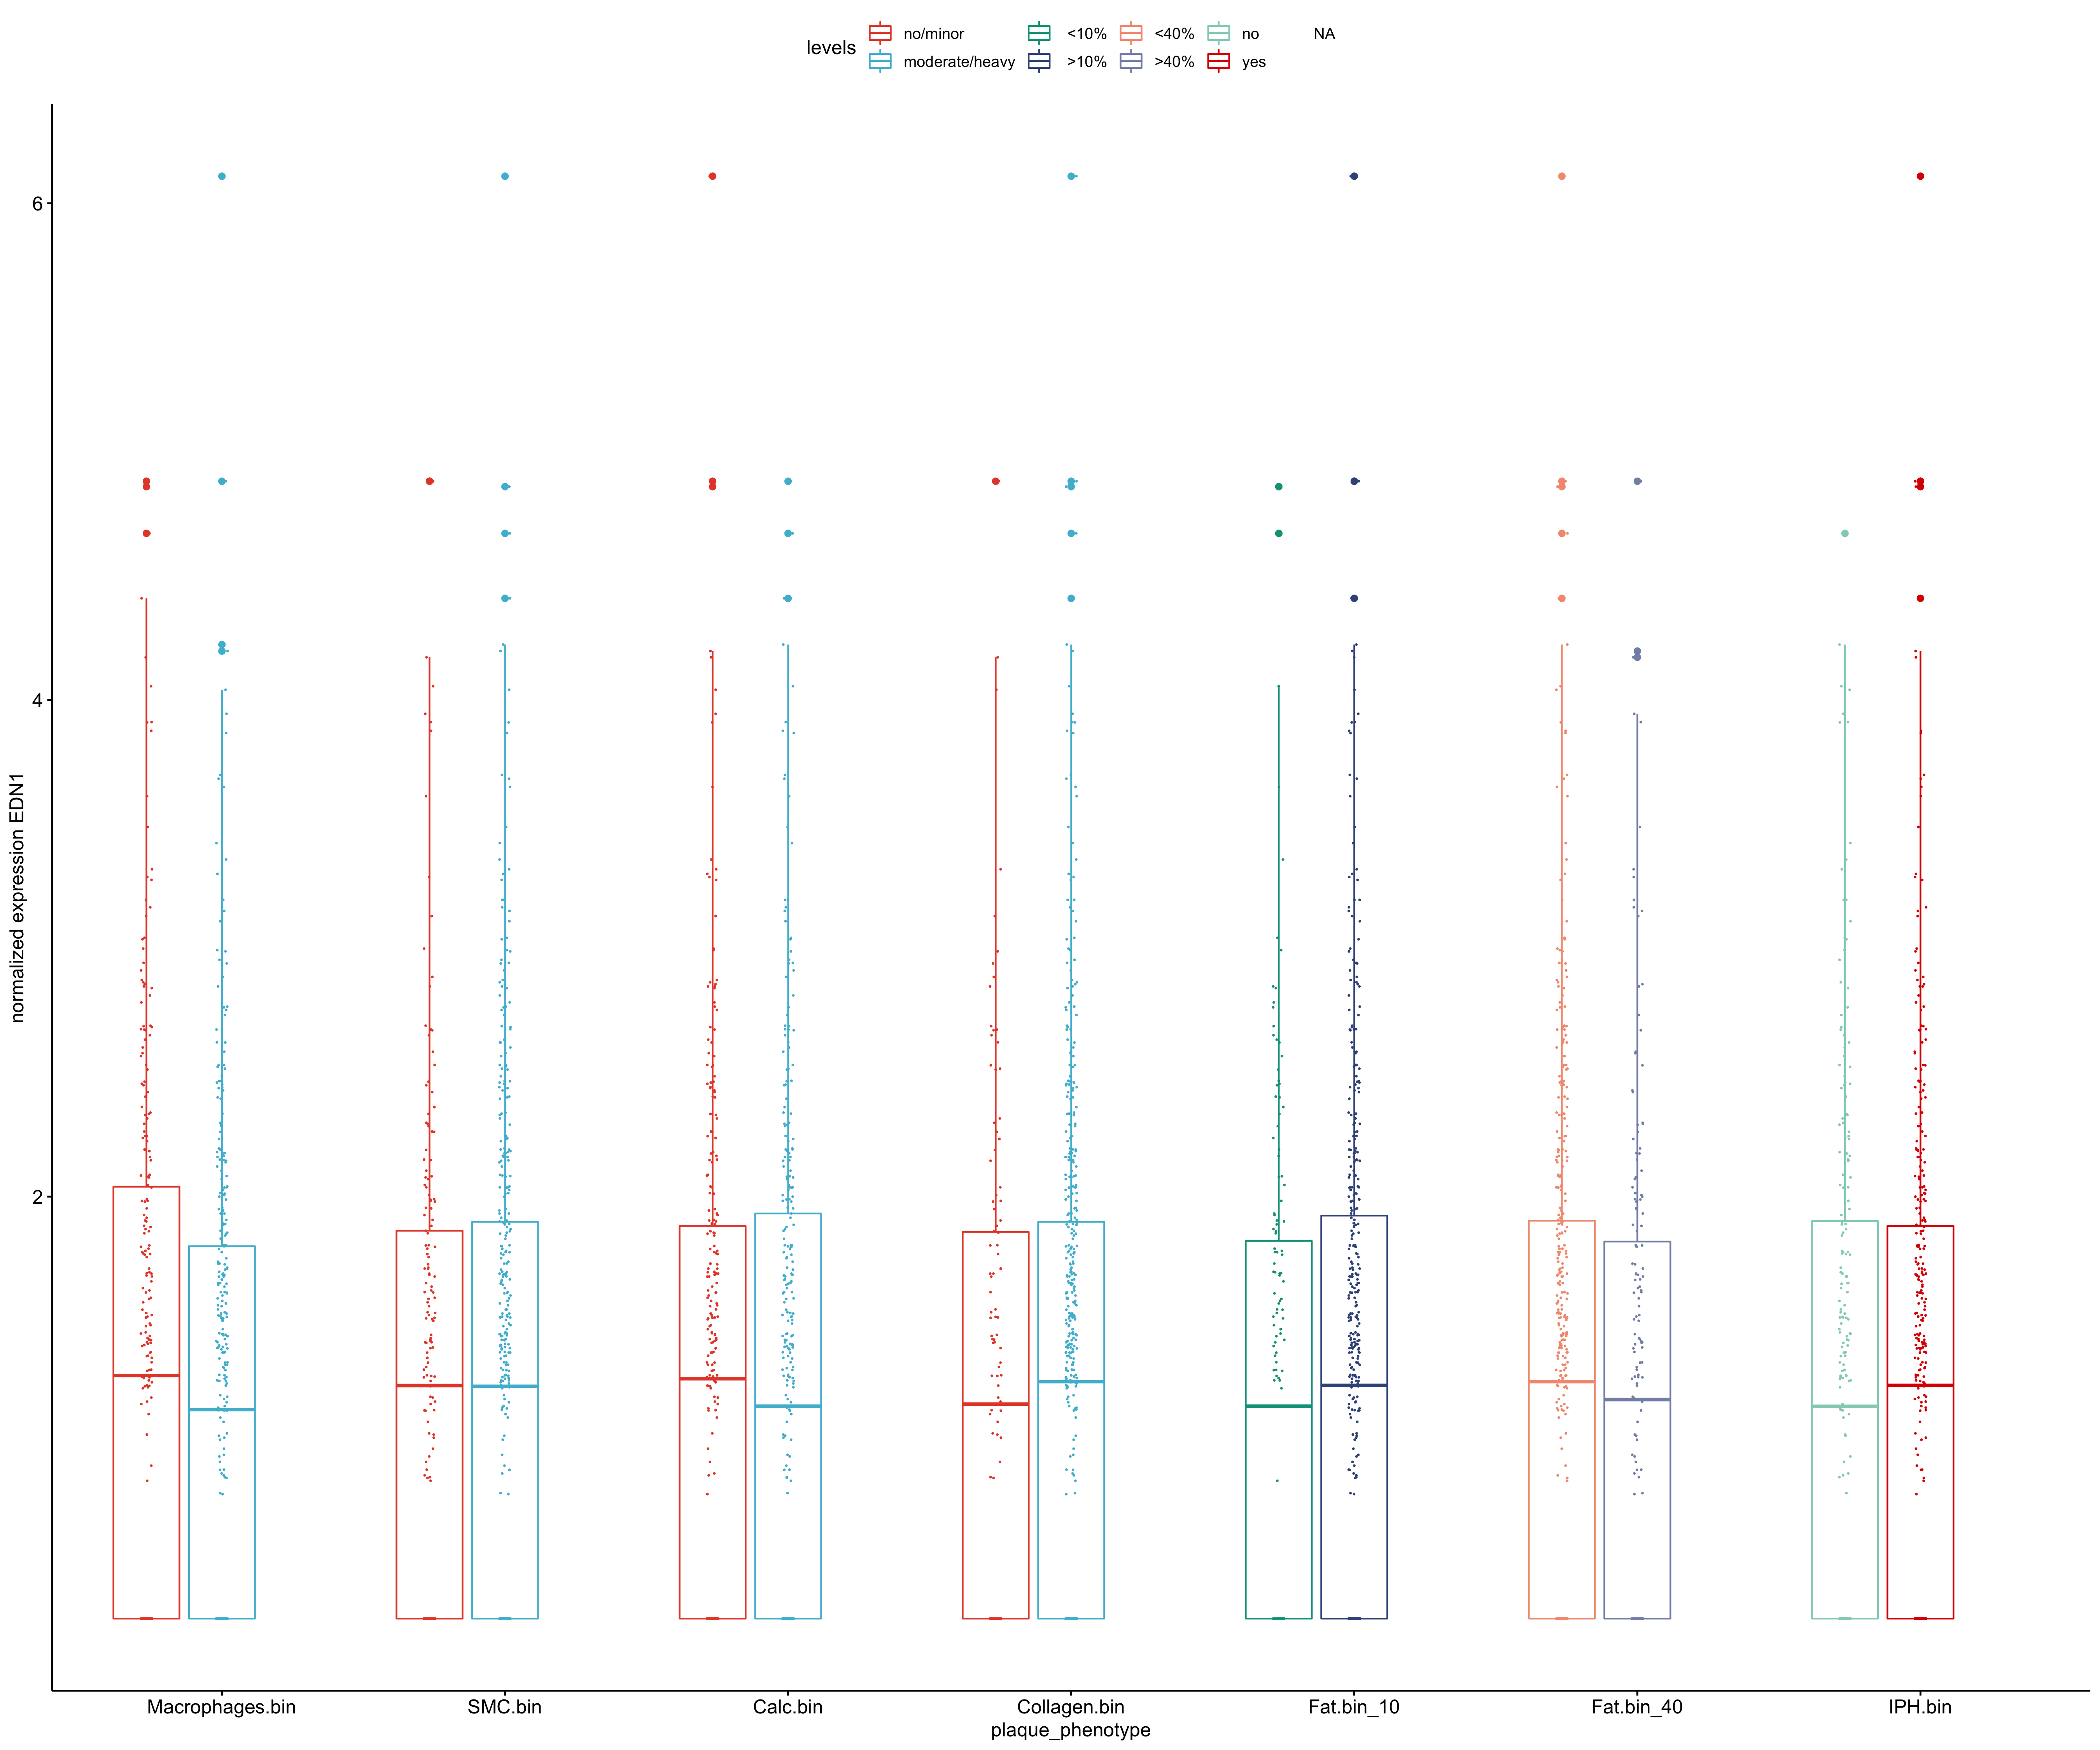 levels
no/minor <10% <40% no NA
moderate/heavy >10% >40% yes
6
4
2
normalized expression EDN1
Macrophages.bin SMC.bin Calc.bin Collagen.bin Fat.bin_10 Fat.bin_40 IPH.bin
plaque_phenotype